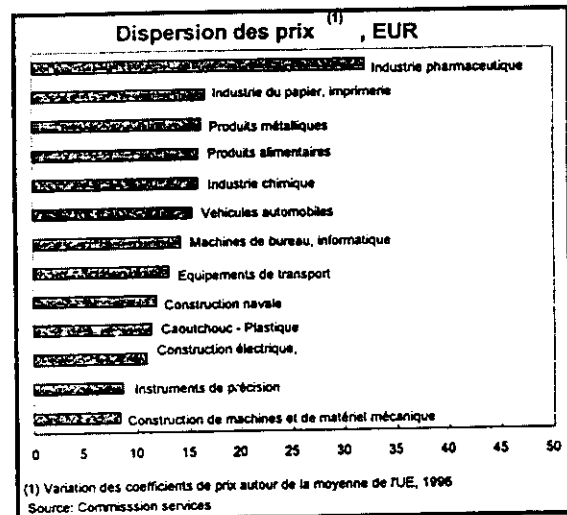 Dispersion des prix (1) , EUR
Industrie pharmaceutique
Industrie du papier, imprimerie
Produits métalliques
Produits alimentaires
Industrie chimique
Vehicules automobiles
Machines de bureau, informatique
Equipements de transport
Construction navale
Caoutchouc - Plastique
Construction électrique,
Instruments de précision
Construction de machines et de matériel mécanique
0 5 10 15 20 25 30 35 40 45 50
(1) Variation des coefficients de prix autour de la moyenne de l'UE, 1996
Source: Commisssion services